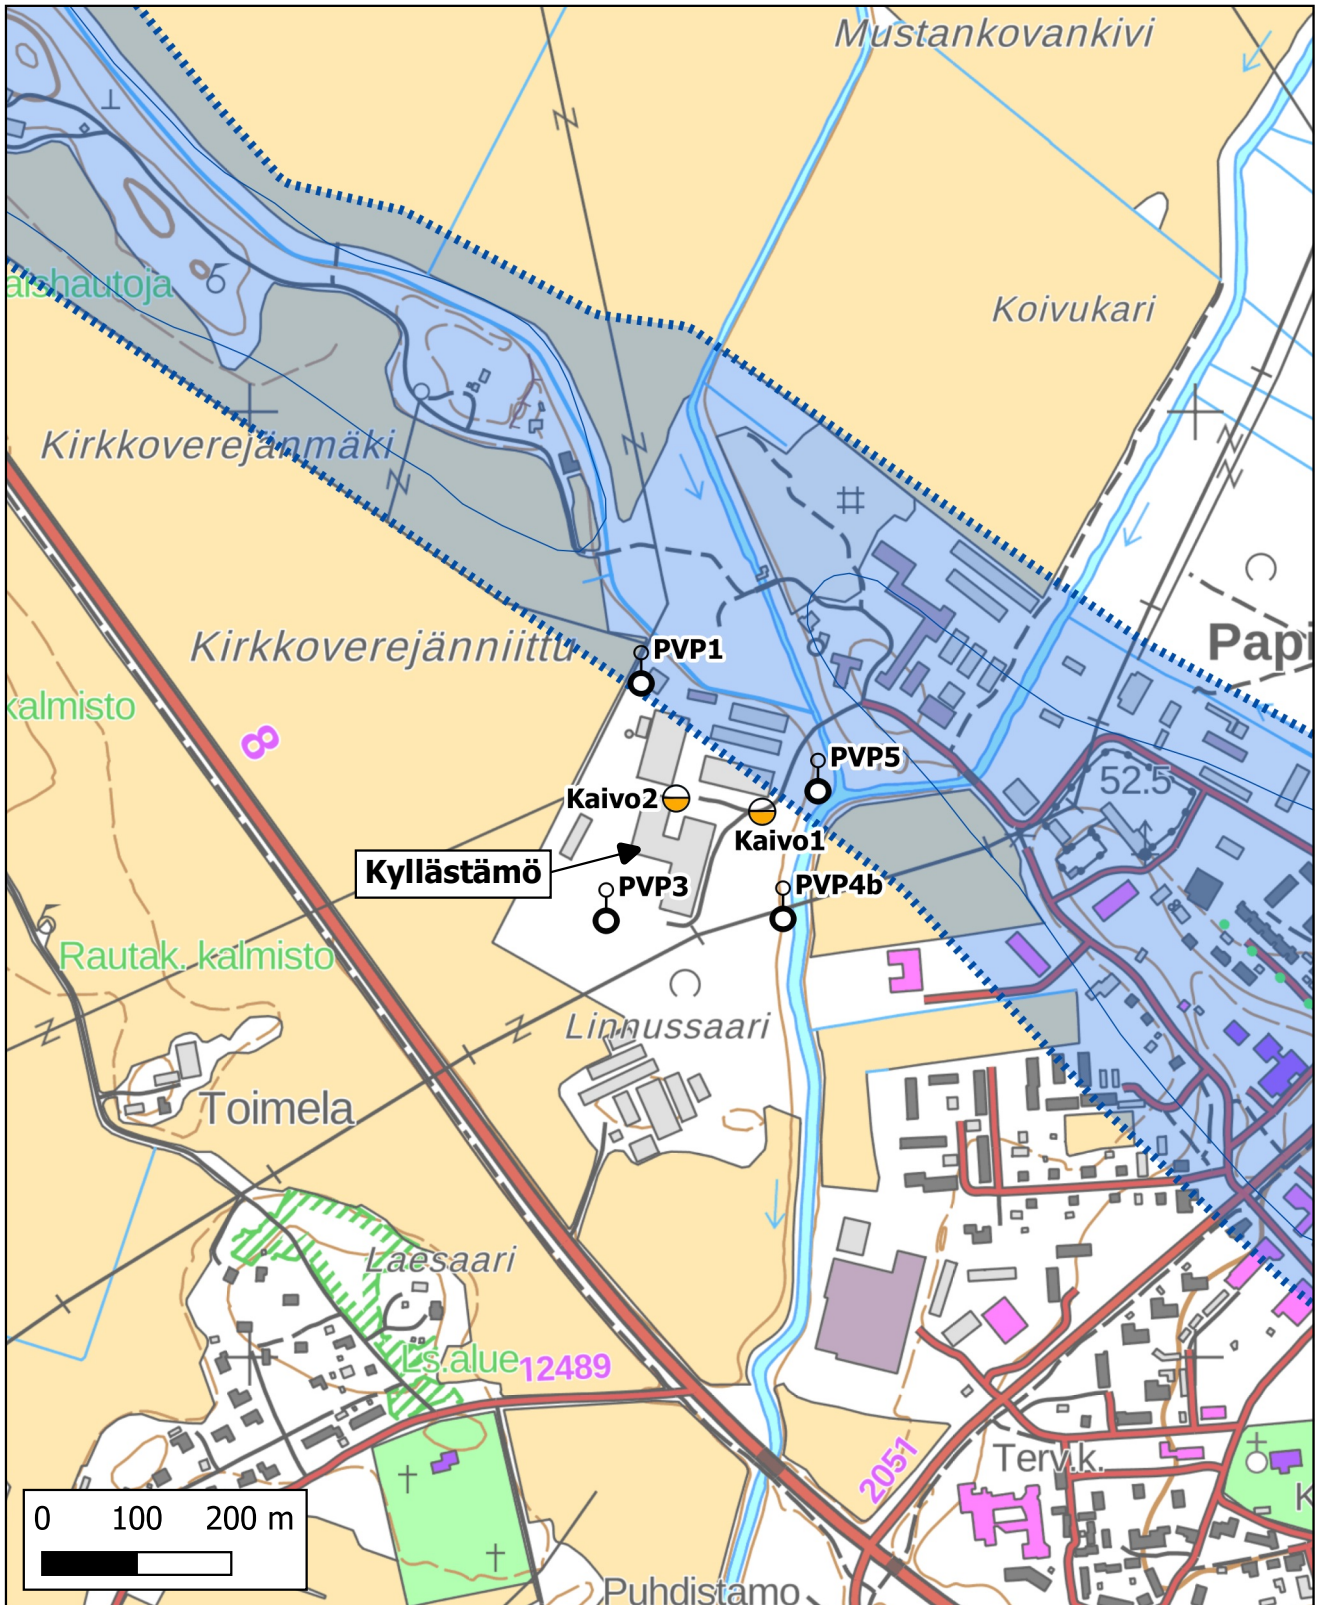 Mustankovankivi
aishautoja
Koivukari
Kirkkoverejänmäki
Kirkkoverejänniittu
PVP1
Papi
kalmisto
8
PVP5
52.5
Kaivo2
Kaivo1
Kyllästämö
PVP3
PVP4b
Rautak. kalmisto
Linnussaari
Toimela
Laesaari
Ls.alue
12489
2051
Terv.k.
K
0 100 200 m
Puhdistamo